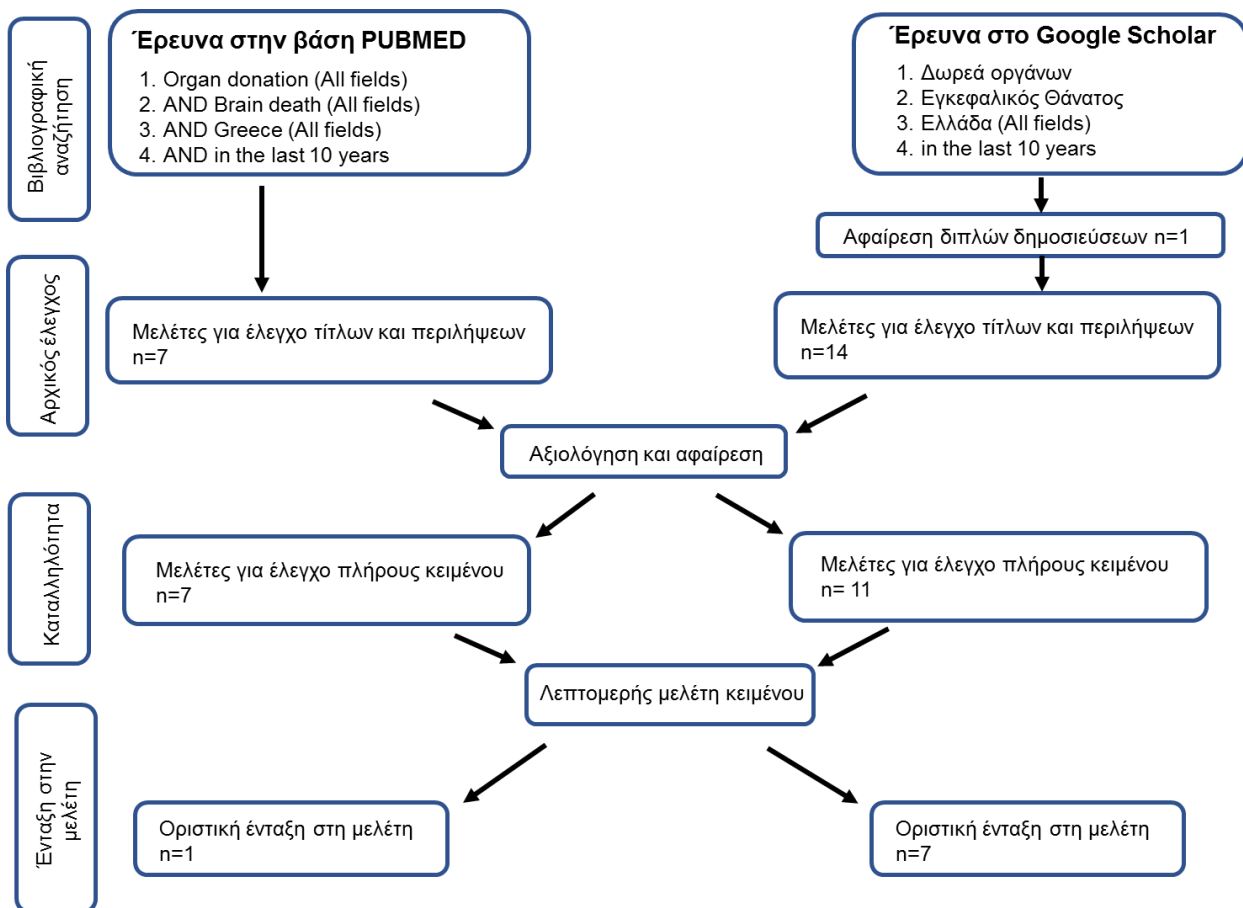 Βιβλιογραφική
αναζήτηση
Έρευνα στην βάση PUBMED
1. Organ donation (All fields)
2. AND Brain death (All fields)
3. AND Greece (All fields)
4. AND in the last 10 years
Έρευνα στο Google Scholar
1. Δωρεά οργάνων
2. Εγκεφαλικός Θάνατος
3. Ελλάδα (All fields)
4. in the last 10 years
Αφαίρεση διπλών δημοσιεύσεων n=1
Αρχικός έλεγχος
Μελέτες για έλεγχο τίτλων και περιλήψεων
n=7
Μελέτες για έλεγχο τίτλων και περιλήψεων
n=14
Αξιολόγηση και αφαίρεση
Καταλληλότητα
Μελέτες για έλεγχο πλήρους κειμένου
n=7
Μελέτες για έλεγχο πλήρους κειμένου
n= 11
Λεπτομερής μελέτη κειμένου
Ένταξη στην
μελέτη
Οριστική ένταξη στη μελέτη
n=1
Οριστική ένταξη στη μελέτη
n=7